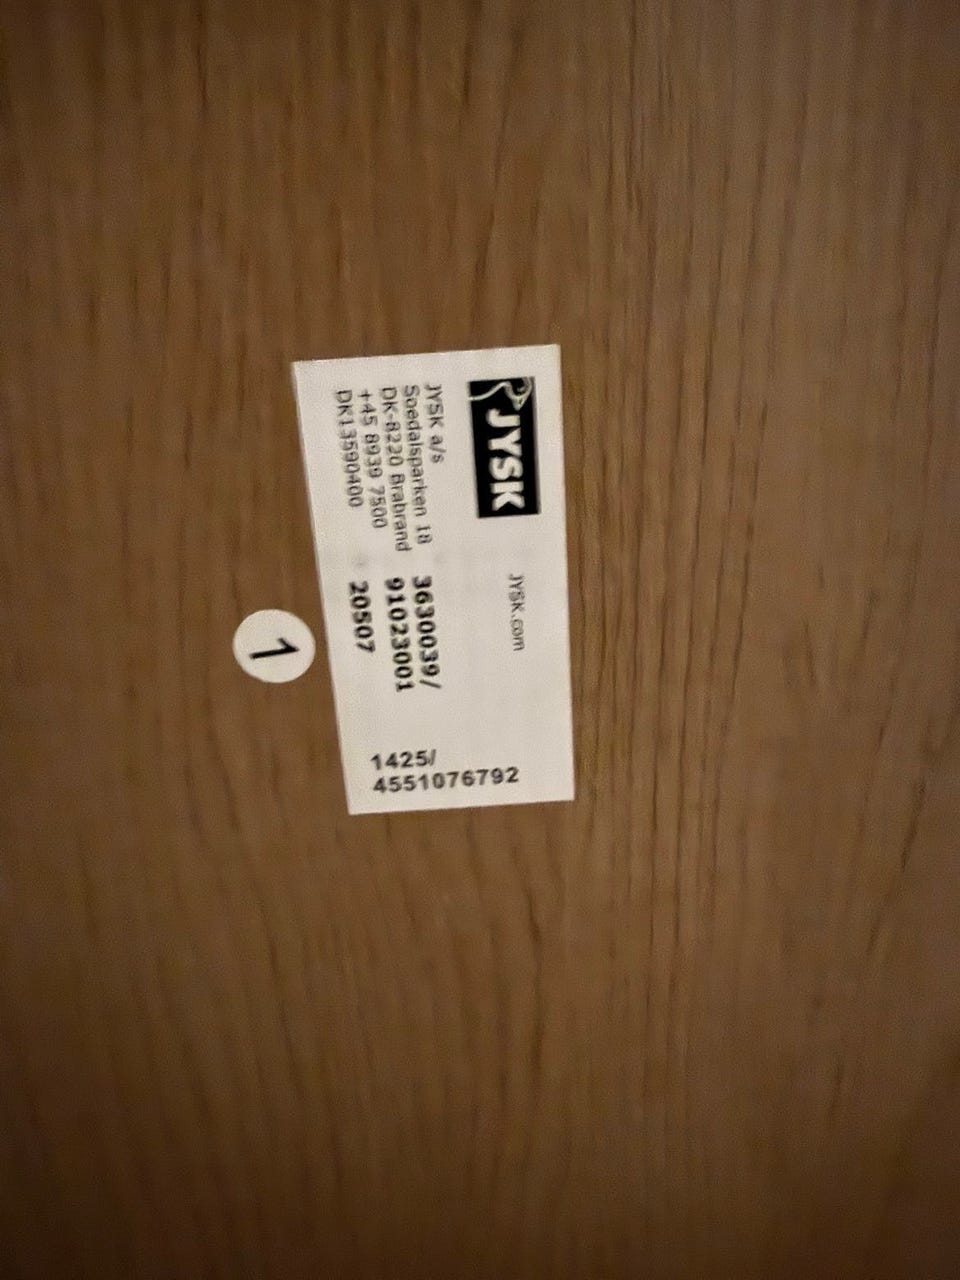 JYSK
JYSK.com
JYSK a/s
Soedalsparken 18
DK-8220 Brabrand
+45 8939 7500
DK13590400
3630039/
91023001
20507
1425/
4551076792
1